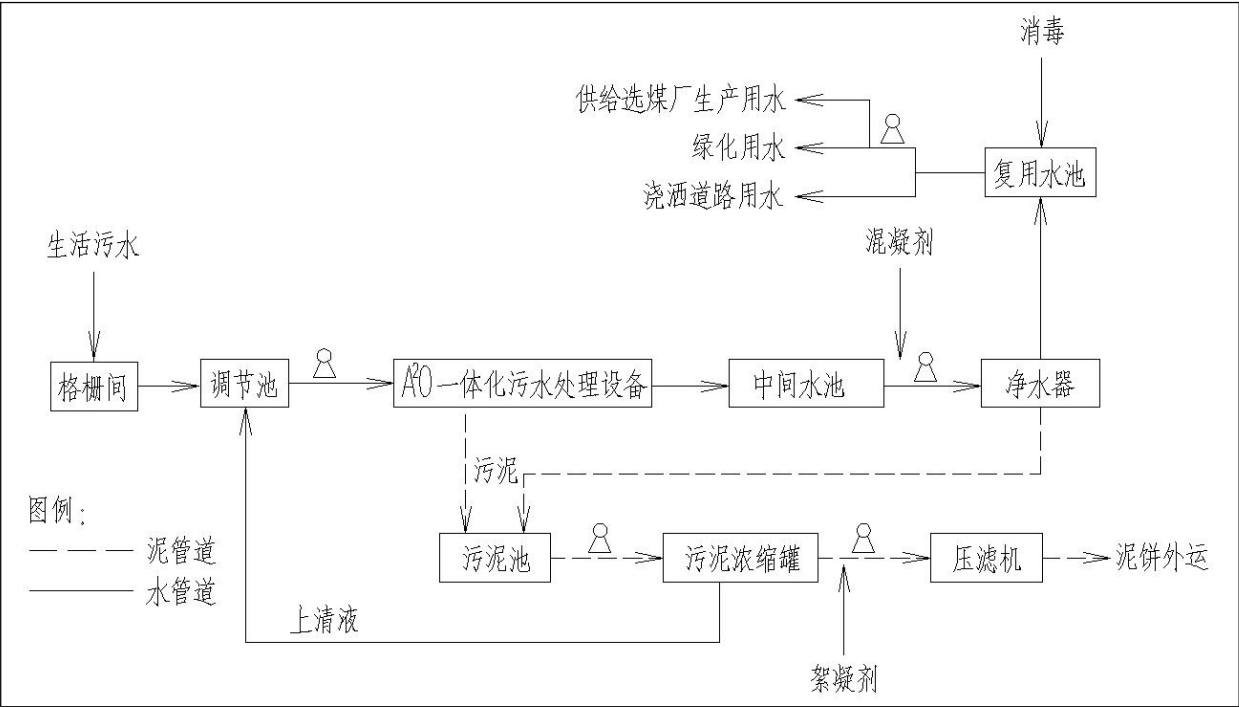 消毒
供给选煤厂生产用水
绿化用水
复用水池
浇洒道路用水
生活污水
混凝剂
格栅间
调节池
A²O一体化污水处理设备
中间水池
净水器
污泥
图例：
泥管道
水管道
污泥池
污泥浓缩罐
压滤机
泥饼外运
上清液
絮凝剂